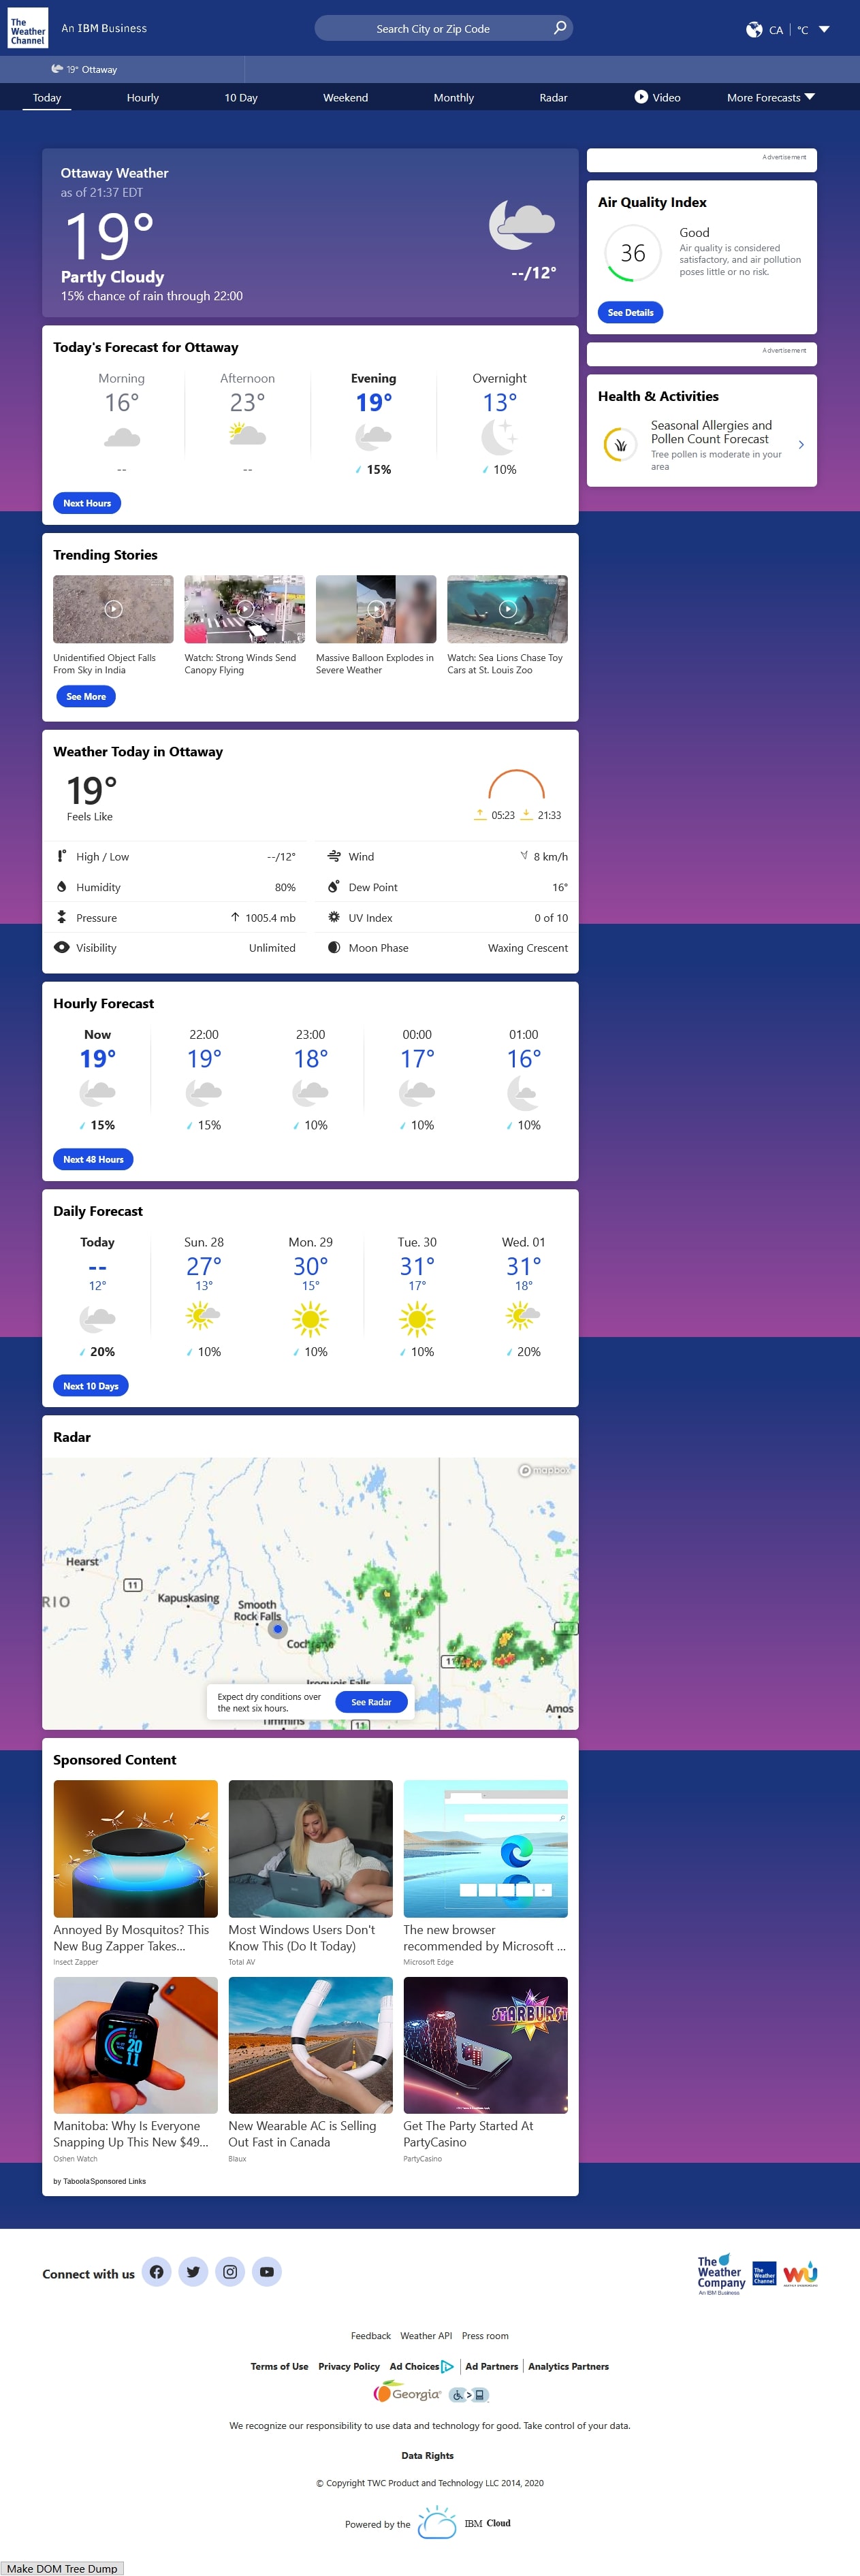 The
Weather
Channel
An IBM Business
Search City or Zip Code
CA
°C
19° Ottaway
Today
Hourly
10 Day
Weekend
Monthly
Radar
Video
More Forecasts
Ottaway Weather
as of 21:37 EDT
19°
Partly Cloudy
--/12°
15% chance of rain through 22:00
Advertisement
Air Quality Index
36
Good
Air quality is considered
satisfactory, and air pollution
poses little or no risk.
See Details
Advertisement
Health & Activities
Seasonal Allergies and
Pollen Count Forecast
Tree pollen is moderate in your
area
Today's Forecast for Ottaway
Morning
16°
--
Afternoon
23°
--
Evening
19°
15%
Overnight
13°
10%
Next Hours
Trending Stories
Unidentified Object Falls
From Sky in India
Watch: Strong Winds Send
Canopy Flying
Massive Balloon Explodes in
Severe Weather
Watch: Sea Lions Chase Toy
Cars at St. Louis Zoo
See More
Weather Today in Ottaway
19°
Feels Like
05:23
21:33
High / Low
--/12°
Wind
8 km/h
Humidity
80%
Dew Point
16°
Pressure
1005.4 mb
UV Index
0 of 10
Visibility
Unlimited
Moon Phase
Waxing Crescent
Hourly Forecast
Now
19°
15%
22:00
19°
15%
23:00
18°
10%
00:00
17°
10%
01:00
16°
10%
Next 48 Hours
Daily Forecast
Today
--
12°
20%
Sun. 28
27°
13°
10%
Mon. 29
30°
15°
10%
Tue. 30
31°
17°
10%
Wed. 01
31°
18°
20%
Next 10 Days
Radar
mapbox
Hearst
11
RIO
Kapuskasing
Smooth
Rock Falls
Cochrane
11
Iroquois Falls
Expect dry conditions over
the next six hours.
See Radar
Amos
Timmins
11
Sponsored Content
Annoyed By Mosquitos? This
New Bug Zapper Takes...
Insect Zapper
Most Windows Users Don't
Know This (Do It Today)
Total AV
The new browser
recommended by Microsoft ...
Microsoft Edge
20
11
STARBURST
Manitoba: Why Is Everyone
Snapping Up This New $49...
Oshen Watch
New Wearable AC is Selling
Out Fast in Canada
Blaux
Get The Party Started At
PartyCasino
PartyCasino
by Taboola Sponsored Links
Connect with us
The
Weather
Company
An IBM Business
The
Weather
Channel
Feedback
Weather API
Press room
Terms of Use
Privacy Policy
Ad Choices
Ad Partners
Analytics Partners
Georgia
We recognize our responsibility to use data and technology for good. Take control of your data.
Data Rights
© Copyright TWC Product and Technology LLC 2014, 2020
Powered by the
IBM Cloud
Make DOM Tree Dump